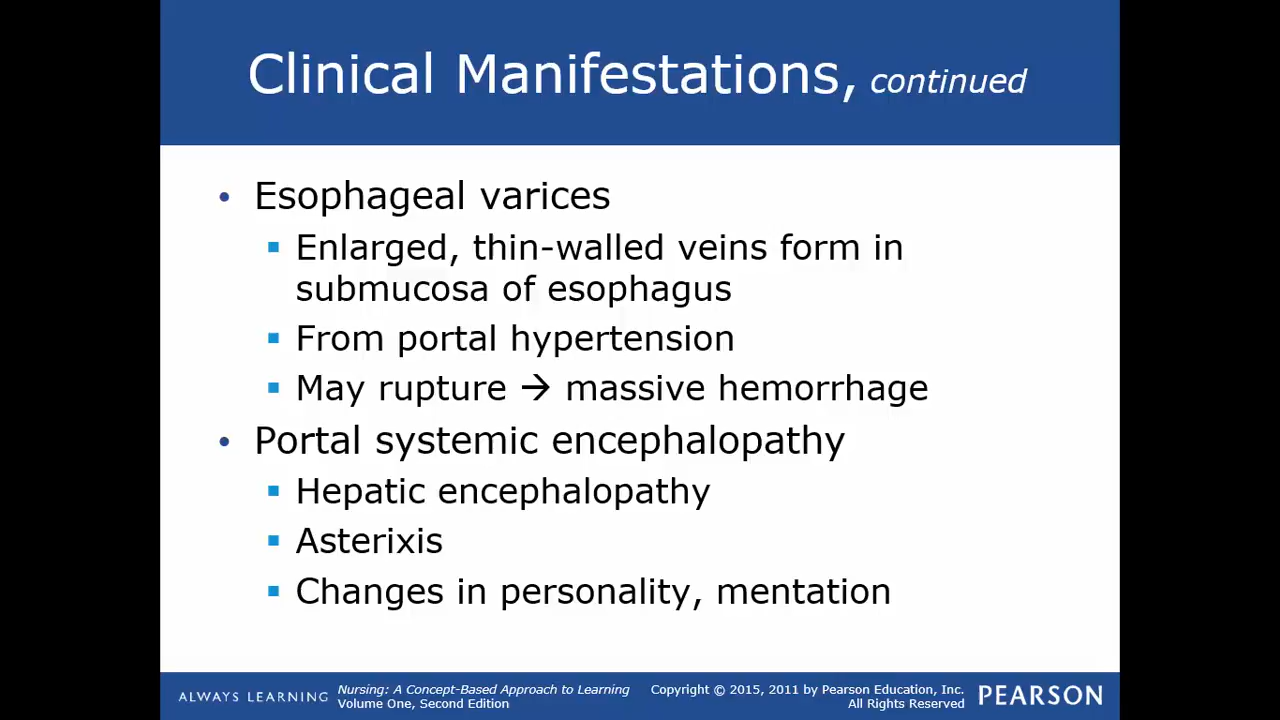 Clinical Manifestations, continued
• Esophageal varices
▪ Enlarged, thin-walled veins form in
submucosa of esophagus
▪ From portal hypertension
▪ May rupture → massive hemorrhage
• Portal systemic encephalopathy
▪ Hepatic encephalopathy
▪ Asterixis
▪ Changes in personality, mentation
ALWAYS LEARNING
Nursing: A Concept-Based Approach to Learning
Volume One, Second Edition
Copyright © 2015, 2011 by Pearson Education, Inc.
All Rights Reserved
PEARSON